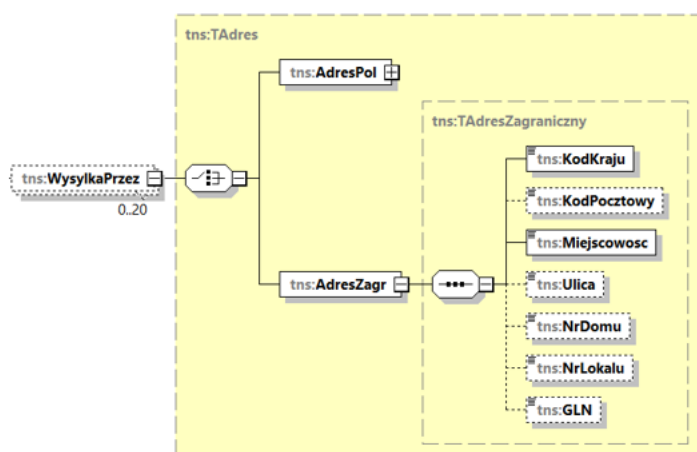 tns:TAdres
tns:AdresPol
tns:TAdresZagraniczny
tns:KodKraju
tns:WysylkaPrzez
tns:KodPocztowy
0..20
tns:Miejscowosc
tns:AdresZagr
tns:Ulica
tns:NrDomu
tns:NrLokalu
tns:GLN